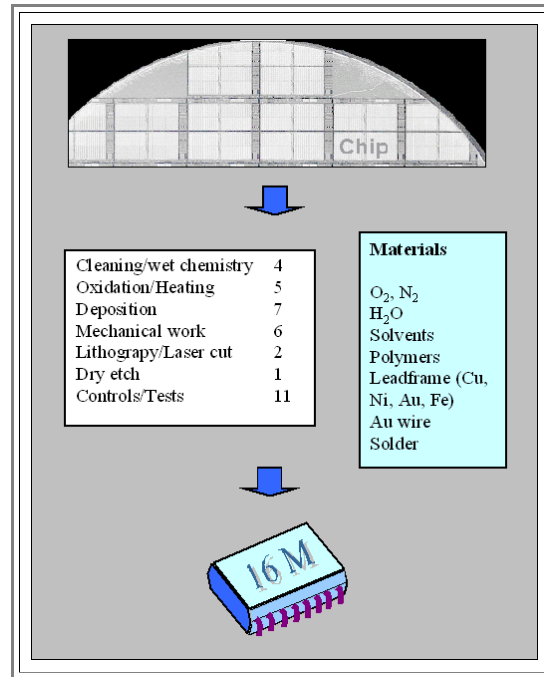 Chip
Cleaning/wet chemistry 4
Oxidation/Heating 5
Deposition 7
Mechanical work 6
Lithograpy/Laser cut 2
Dry etch 1
Controls/Tests 11
Materials
O₂, N₂
H₂O
Solvents
Polymers
Leadframe (Cu,
Ni, Au, Fe)
Au wire
Solder
16M